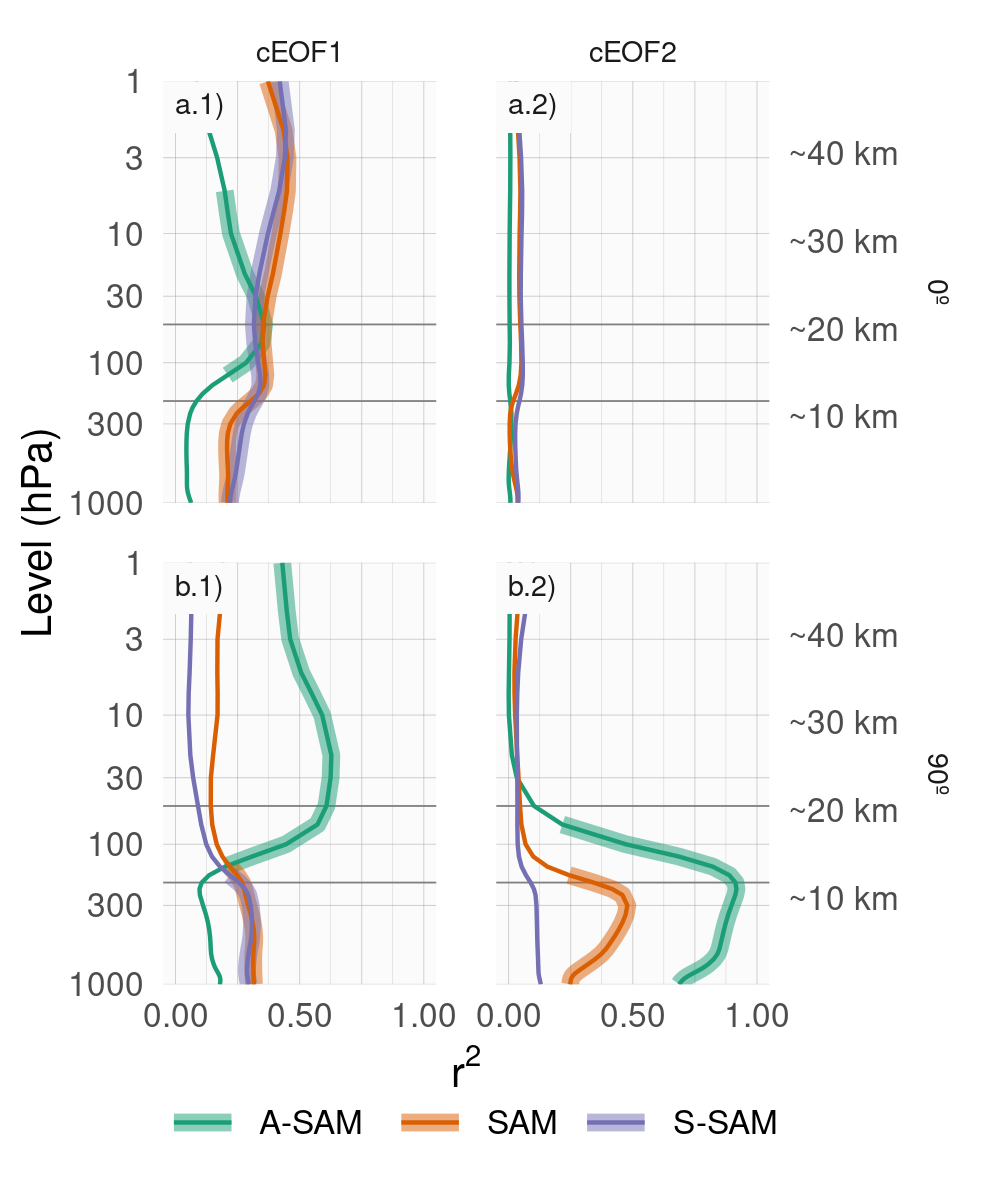 cEOF1 cEOF2
a.1) a.2)
1
3
10
30
100
300
1000
~40 km
~30 km
~20 km
~10 km
0º
Level (hPa)
b.1) b.2)
1
3
10
30
100
300
1000
~40 km
~30 km
~20 km
~10 km
90º
0.00 0.50 1.00 0.00 0.50 1.00
r²
A-SAM SAM S-SAM